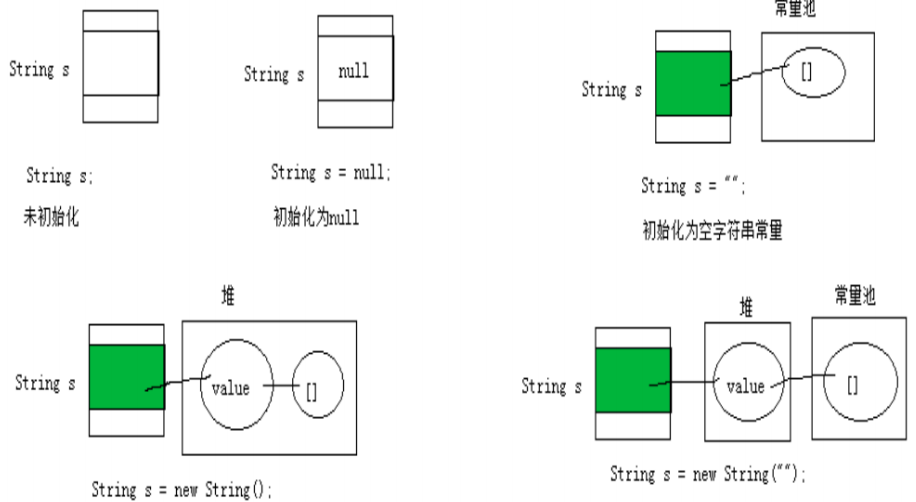 String s
String s;
未初始化
String s
null
String s = null;
初始化为null
常量池
String s
[]
String s = "";
初始化为空字符串常量
堆
String s
value
[]
String s = new String();
堆
常量池
String s
value
[]
String s = new String("");